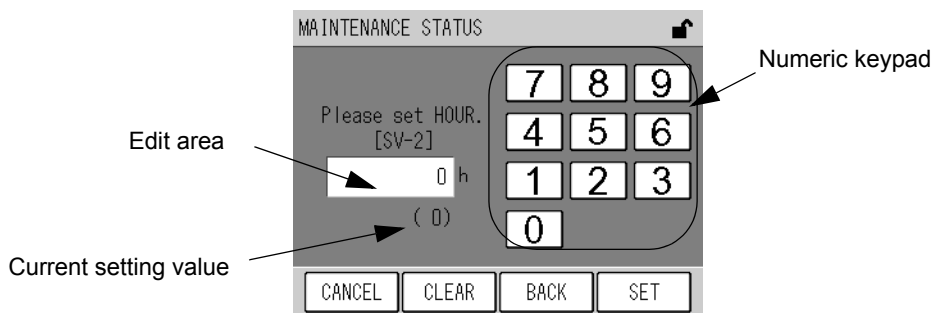 MAINTENANCE STATUS
Numeric keypad
7 8 9
Please set HOUR.
[SV-2]
4 5 6
Edit area
0 h
1 2 3
( 0)
0
Current setting value
CANCEL CLEAR BACK SET